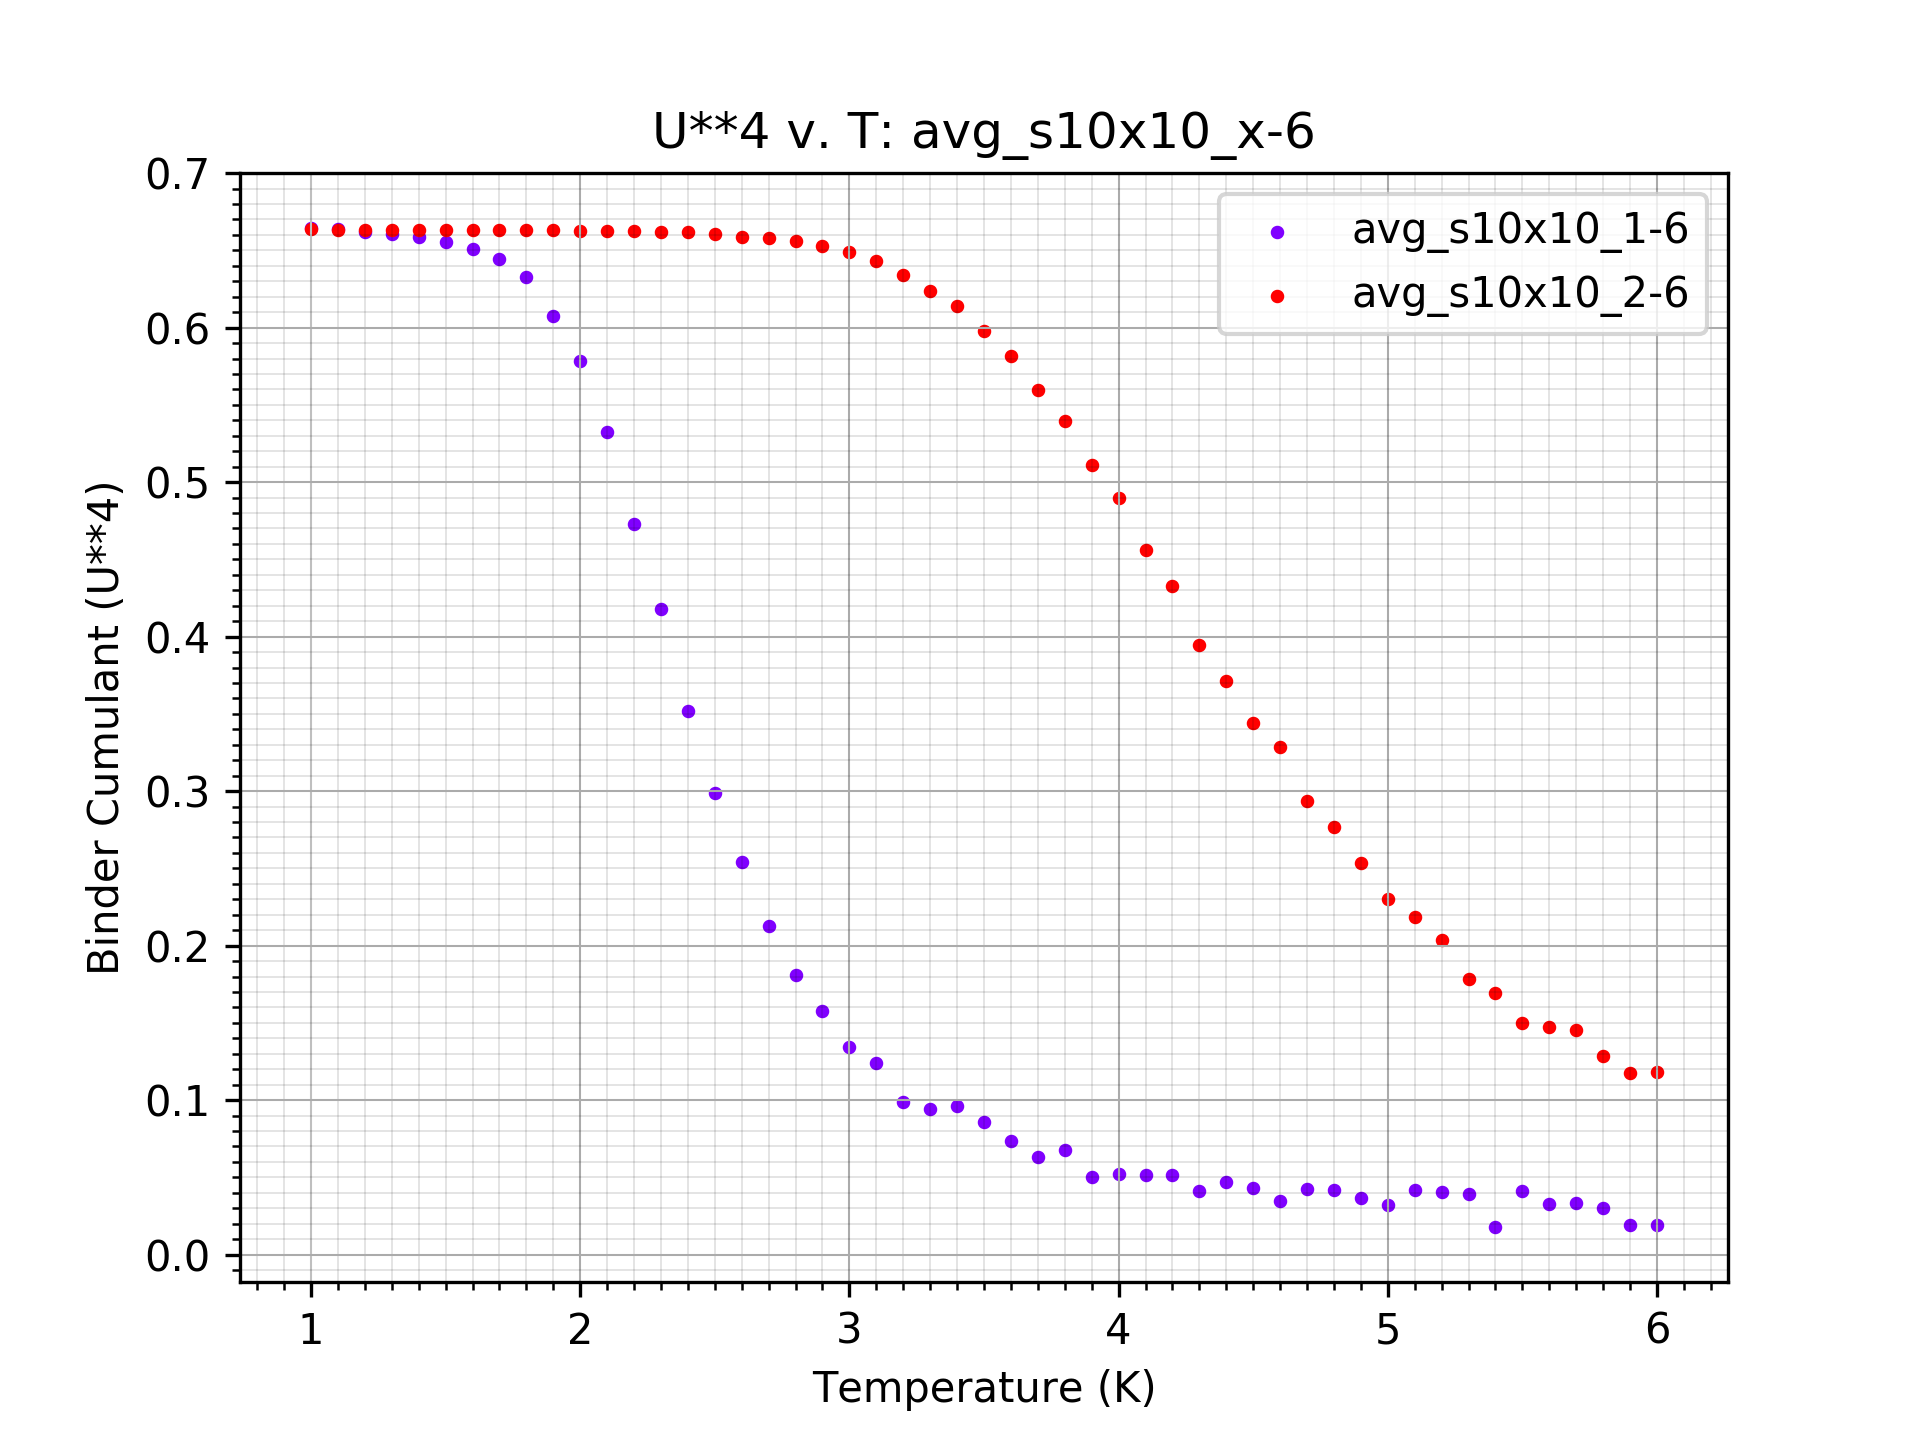 U**4 v. T: avg_s10x10_x-6
avg_s10x10_1-6
avg_s10x10_2-6
Binder Cumulant (U**4)
0.7
0.6
0.5
0.4
0.3
0.2
0.1
0.0
1 2 3 4 5 6
Temperature (K)